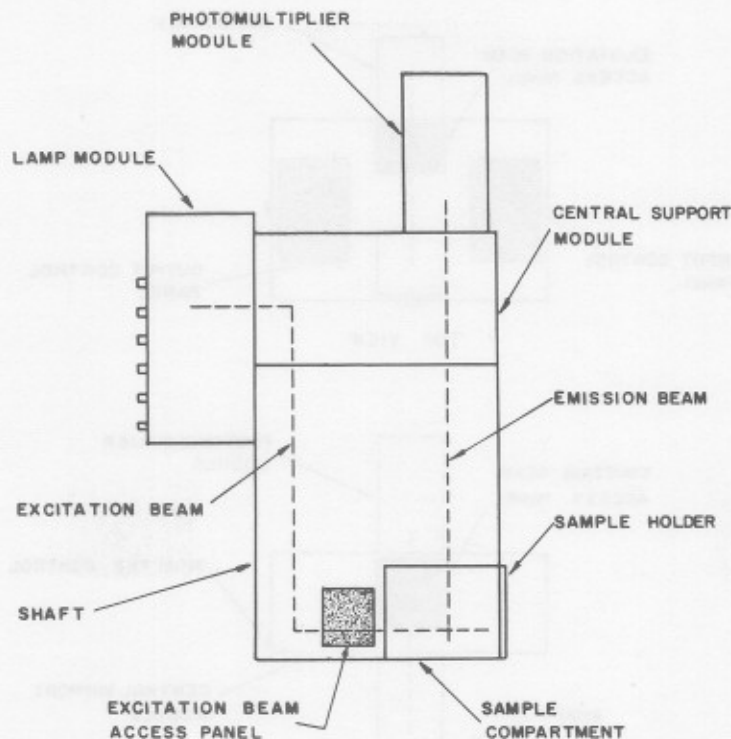 PHOTOMULTIPLIER
MODULE
LAMP MODULE
CENTRAL SUPPORT
MODULE
EMISSION BEAM
EXCITATION BEAM
SAMPLE HOLDER
SHAFT
EXCITATION BEAM
ACCESS PANEL
SAMPLE
COMPARTMENT